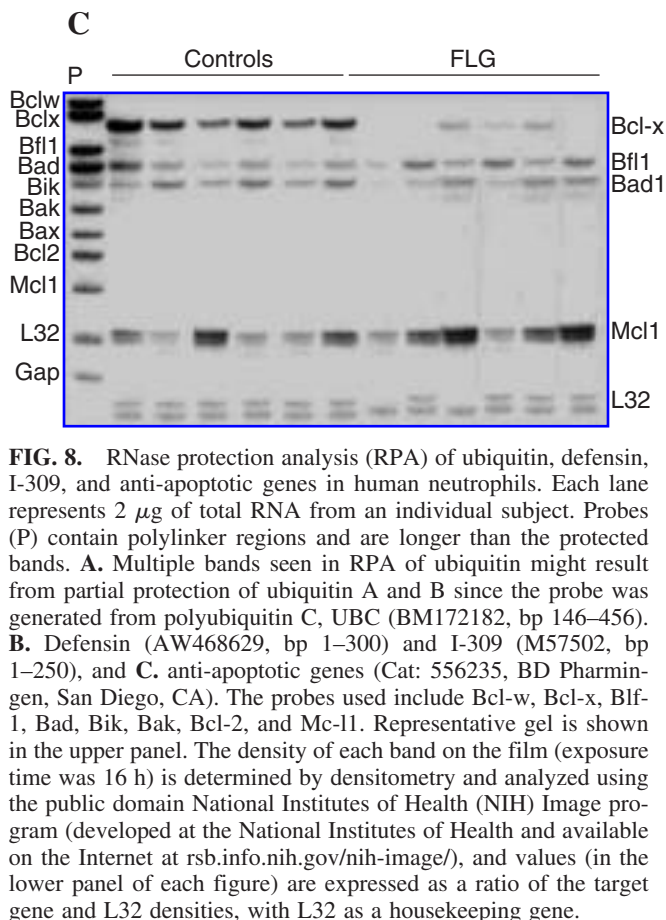 C
Controls FLG
P
Bclw
Bclx
Bfl1
Bad
Bik
Bak
Bax
Bcl2
Mcl1
L32
Gap
Bcl-x
Bfl1
Bad1
Mcl1
L32
FIG. 8. RNase protection analysis (RPA) of ubiquitin, defensin,
I-309, and anti-apoptotic genes in human neutrophils. Each lane
represents 2 μg of total RNA from an individual subject. Probes
(P) contain polylinker regions and are longer than the protected
bands. A. Multiple bands seen in RPA of ubiquitin might result
from partial protection of ubiquitin A and B since the probe was
generated from polyubiquitin C, UBC (BM172182, bp 146–456).
B. Defensin (AW468629, bp 1–300) and I-309 (M57502, bp
1–250), and C. anti-apoptotic genes (Cat: 556235, BD Pharmin-
gen, San Diego, CA). The probes used include Bcl-w, Bcl-x, Blf-
1, Bad, Bik, Bak, Bcl-2, and Mc-l1. Representative gel is shown
in the upper panel. The density of each band on the film (exposure
time was 16 h) is determined by densitometry and analyzed using
the public domain National Institutes of Health (NIH) Image pro-
gram (developed at the National Institutes of Health and available
on the Internet at rsb.info.nih.gov/nih-image/), and values (in the
lower panel of each figure) are expressed as a ratio of the target
gene and L32 densities, with L32 as a housekeeping gene.